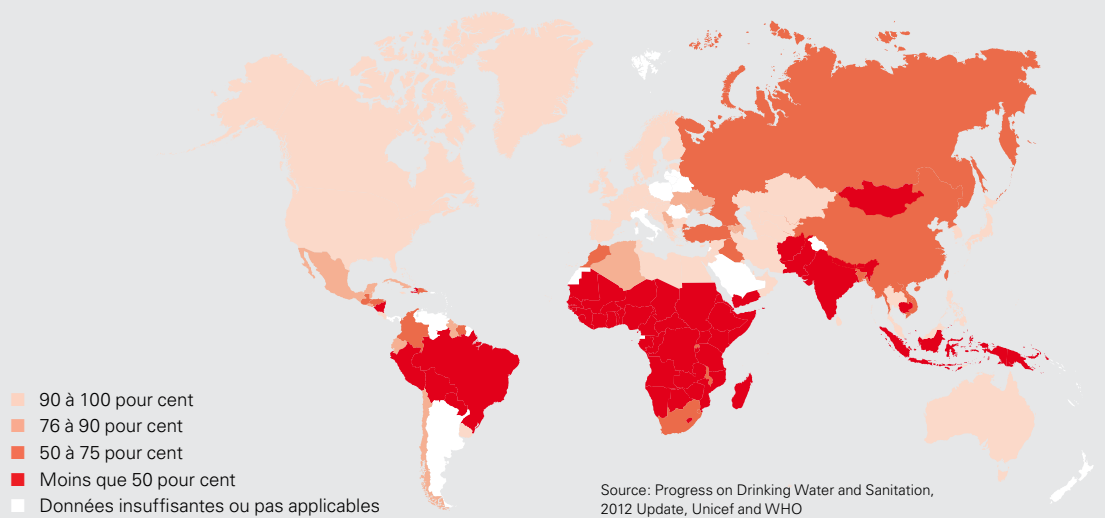 90 à 100 pour cent
76 à 90 pour cent
50 à 75 pour cent
Moins que 50 pour cent
Données insuffisantes ou pas applicables
Source: Progress on Drinking Water and Sanitation,
2012 Update, Unicef and WHO